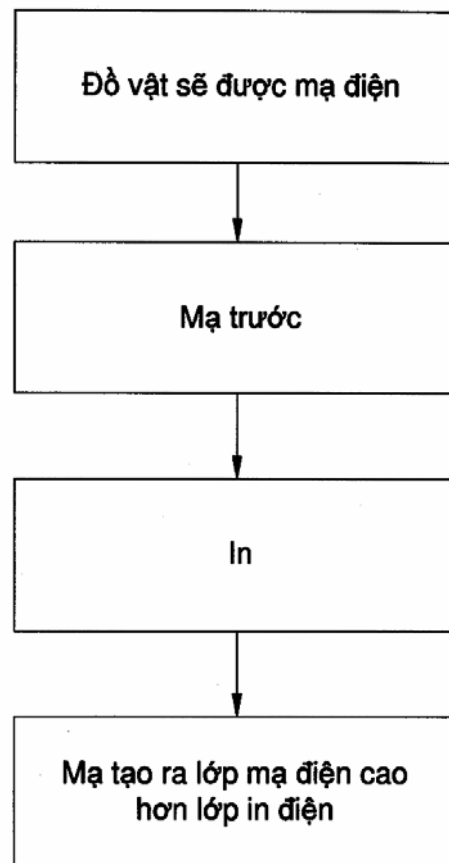 Đồ vật sẽ được mạ điện
Mạ trước
In
Mạ tạo ra lớp mạ điện cao
hơn lớp in điện